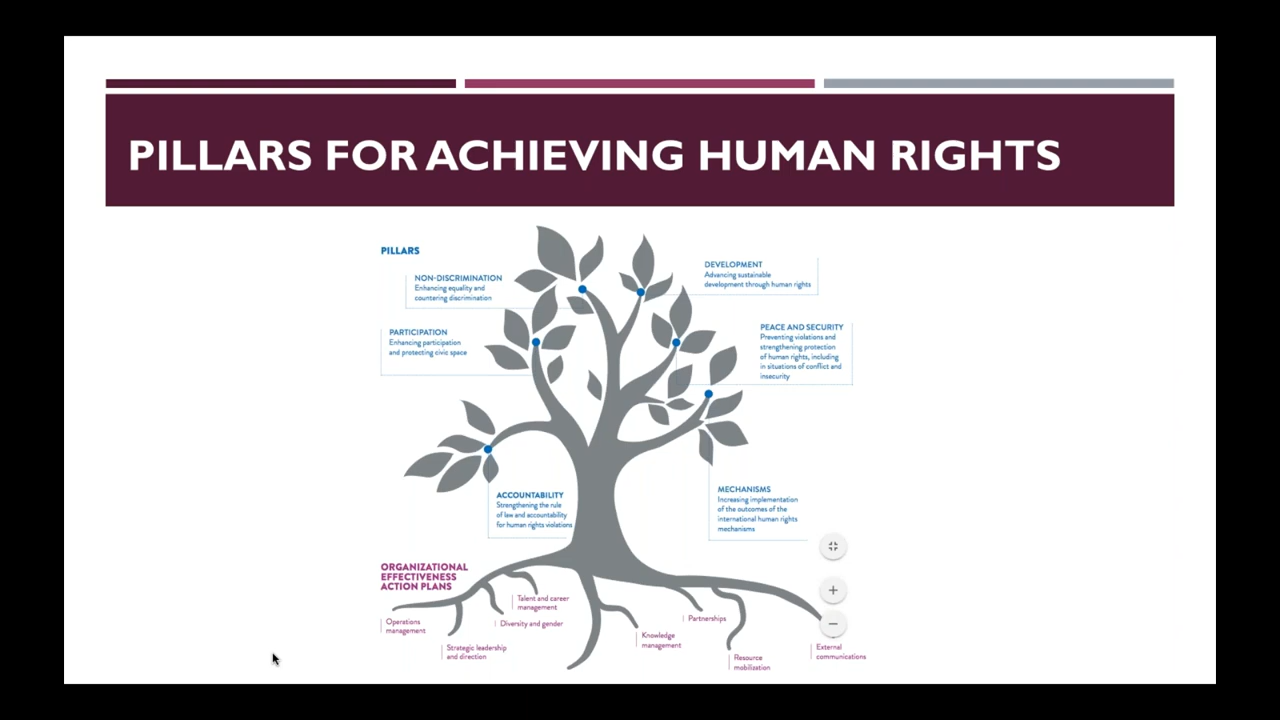 PILLARS FOR ACHIEVING HUMAN RIGHTS
PILLARS
NON-DISCRIMINATION
Enhancing equality and
countering discrimination
PARTICIPATION
Enhancing participation
and protecting civic space
DEVELOPMENT
Advancing sustainable
development through human rights
PEACE AND SECURITY
Preventing violations and
strengthening protection
of human rights, including
in situations of conflict and
insecurity
ACCOUNTABILITY
Strengthening the rule
of law and accountability
for human rights violations
MECHANISMS
Increasing implementation
of the outcomes of the
international human rights
mechanisms
ORGANIZATIONAL
EFFECTIVENESS
ACTION PLANS
Operations
management
Strategic leadership
and direction
Talent and career
management
Diversity and gender
Knowledge
management
Partnerships
Resource
mobilization
External
communications